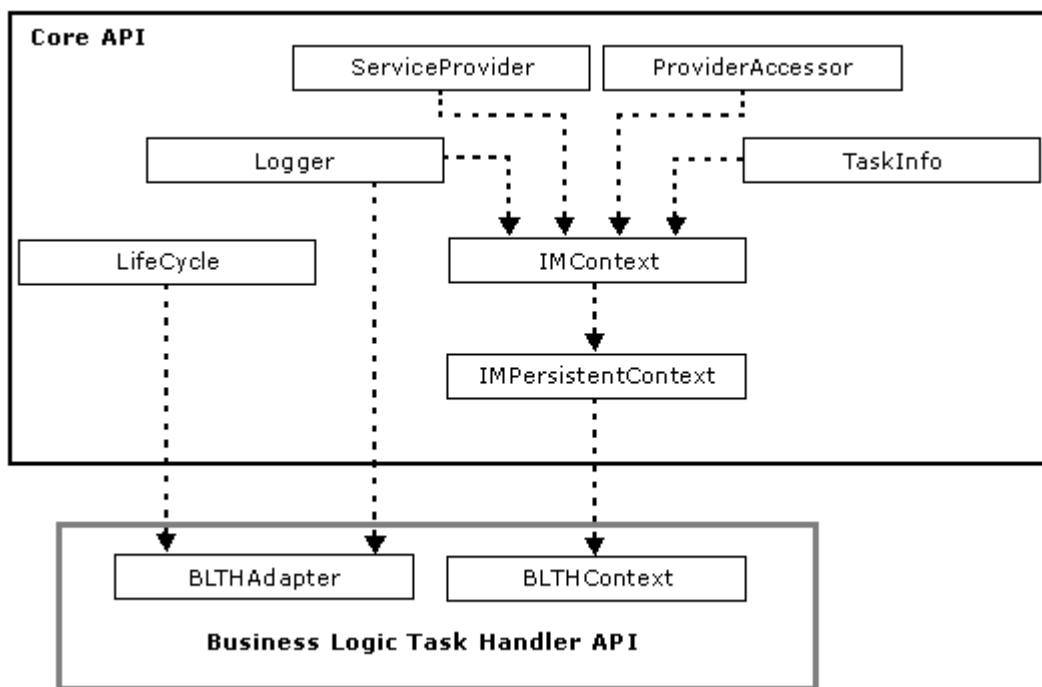 Core API
ServiceProvider
ProviderAccessor
Logger
TaskInfo
LifeCycle
IMContext
IMPersistentContext
BLTHAdapter
BLTHContext
Business Logic Task Handler API